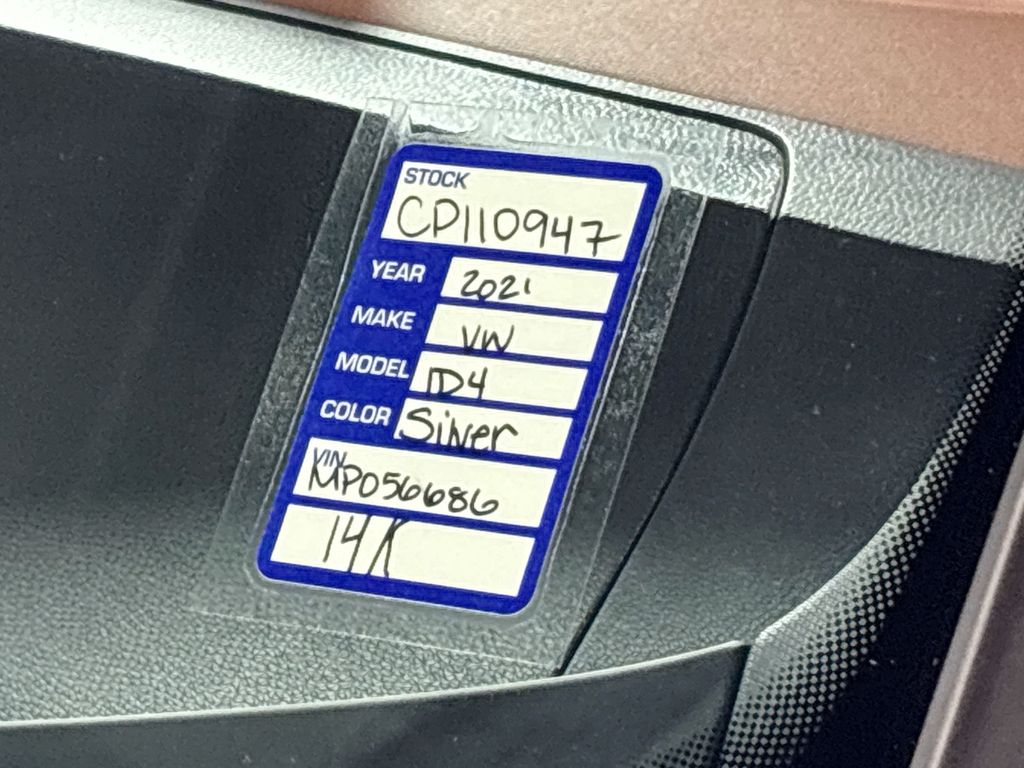 STOCK
CP110947
YEAR 2021
MAKE VW
MODEL ID4
COLOR Silver
VIN
MP056686
14K